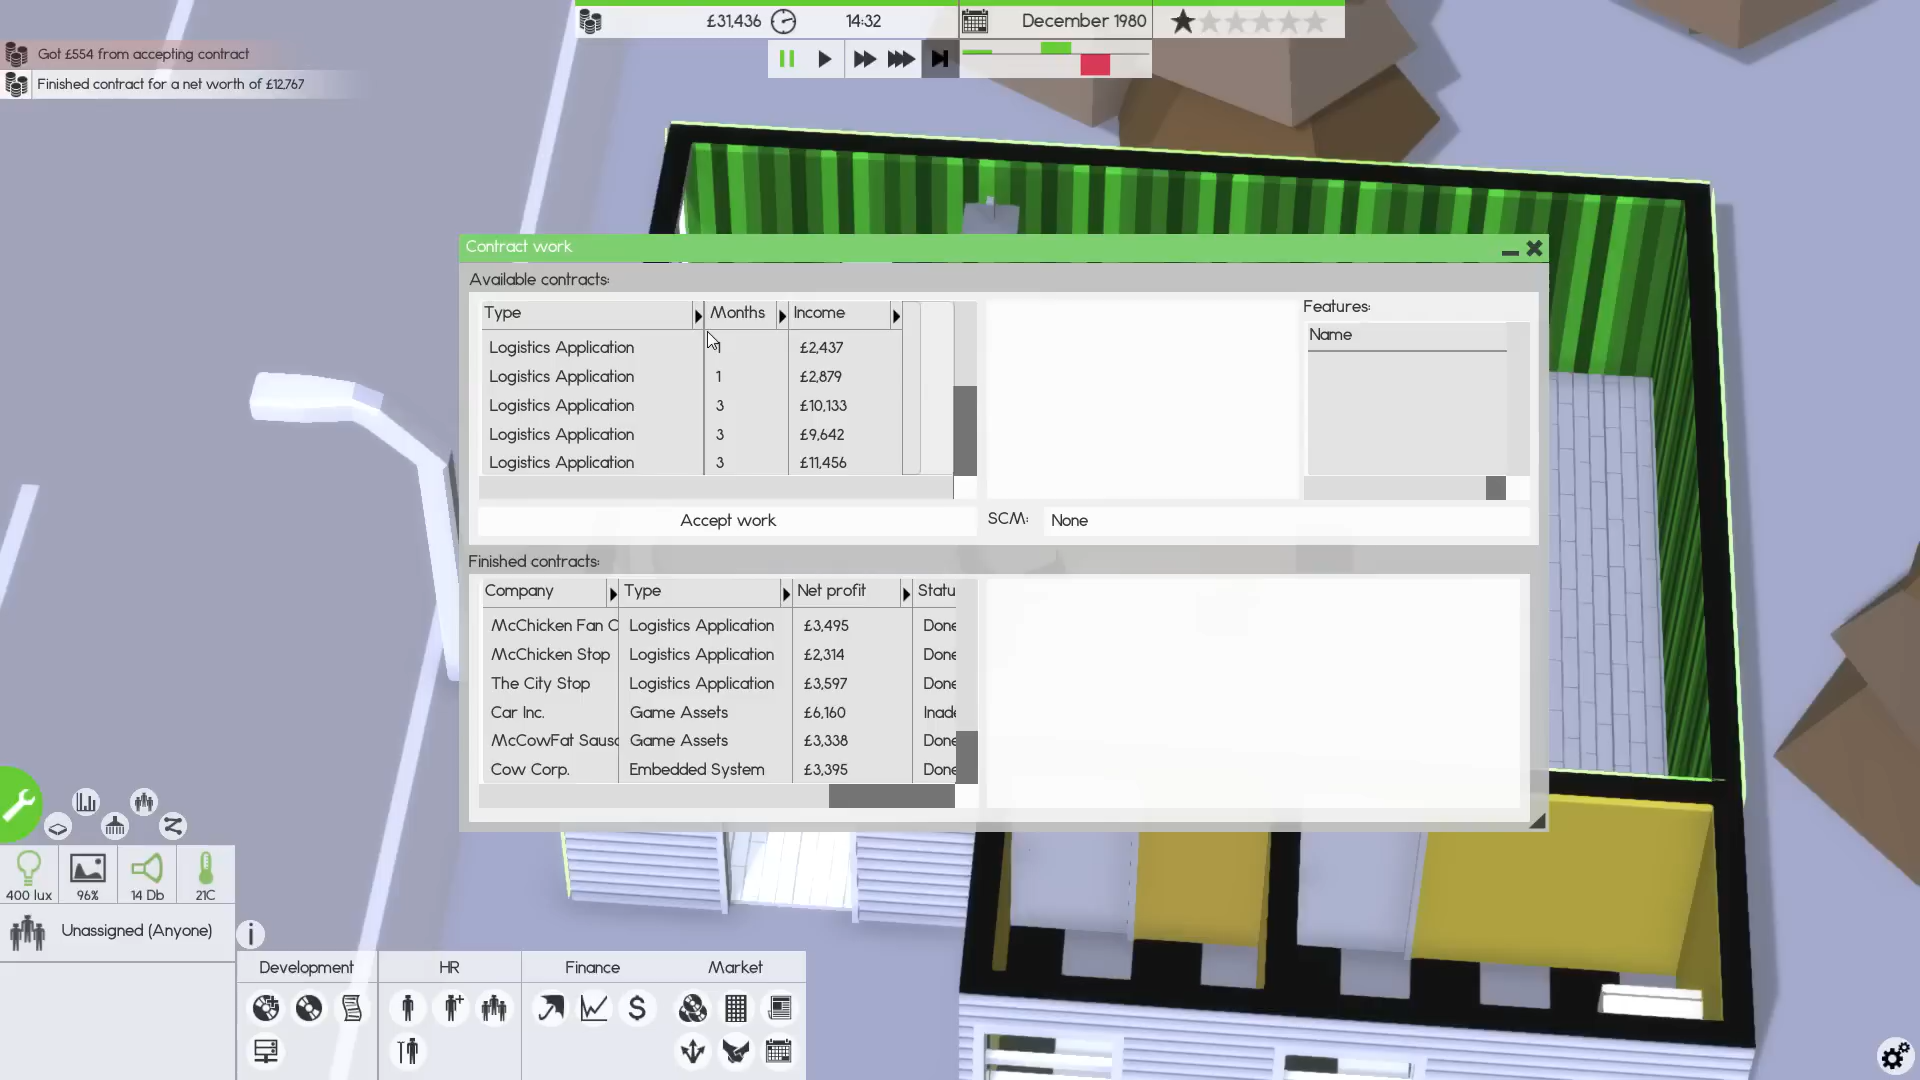 £31,436
14:32
December 1980
Got £554 from accepting contract
Finished contract for a net worth of £12,767
Contract work
Available contracts:
Type Months Income
Logistics Application 1 £2,437
Logistics Application 1 £2,879
Logistics Application 3 £10,133
Logistics Application 3 £9,642
Logistics Application 3 £11,456
Features:
Name
Accept work
SCM: None
Finished contracts:
Company Type Net profit Statu
McChicken Fan C Logistics Application £3,495 Done
McChicken Stop Logistics Application £2,314 Done
The City Stop Logistics Application £3,597 Done
Car Inc. Game Assets £6,160 Inade
McCowFat Sausa Game Assets £3,338 Done
Cow Corp. Embedded System £3,395 Done
400 lux 96% 14 Db 21C
Unassigned (Anyone)
i
Development HR Finance Market